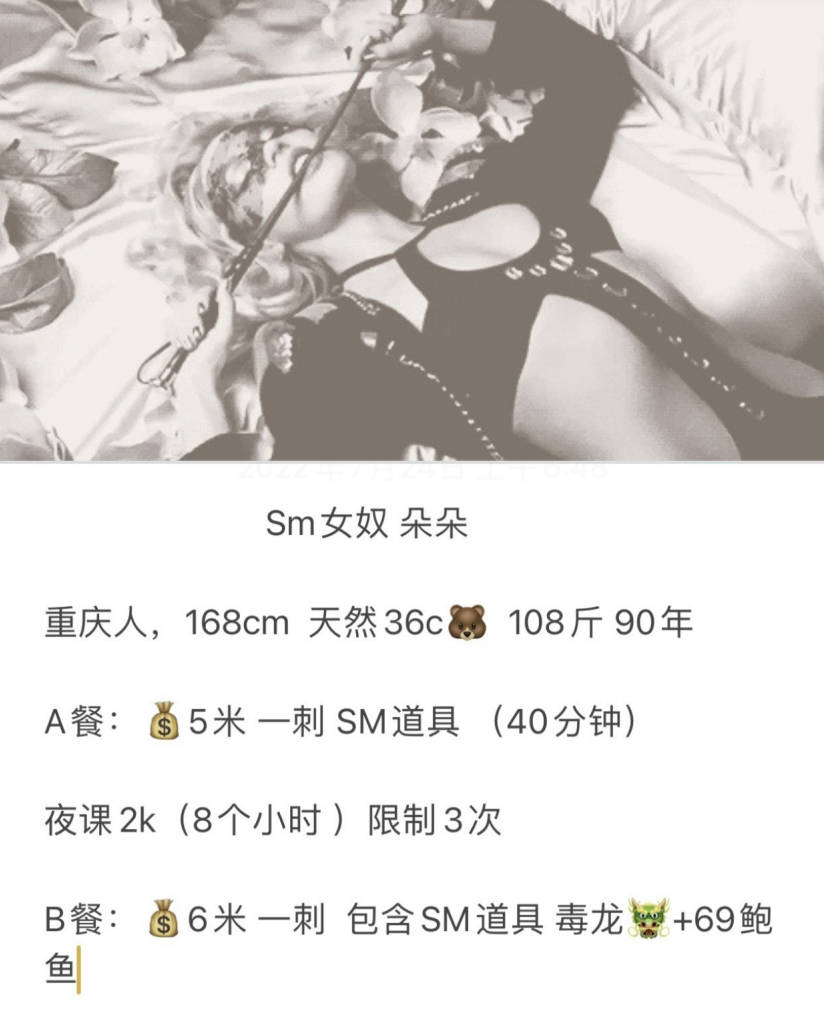 2022年7月24日 上午6:48
Sm女奴 朵朵
重庆人，168cm 天然36c🐻 108斤 90年
A餐：💰5米 一刺 SM道具 （40分钟）
夜课2k（8个小时 ）限制3次
B餐：💰6米 一刺 包含SM道具 毒龙🐲+69鲍
鱼